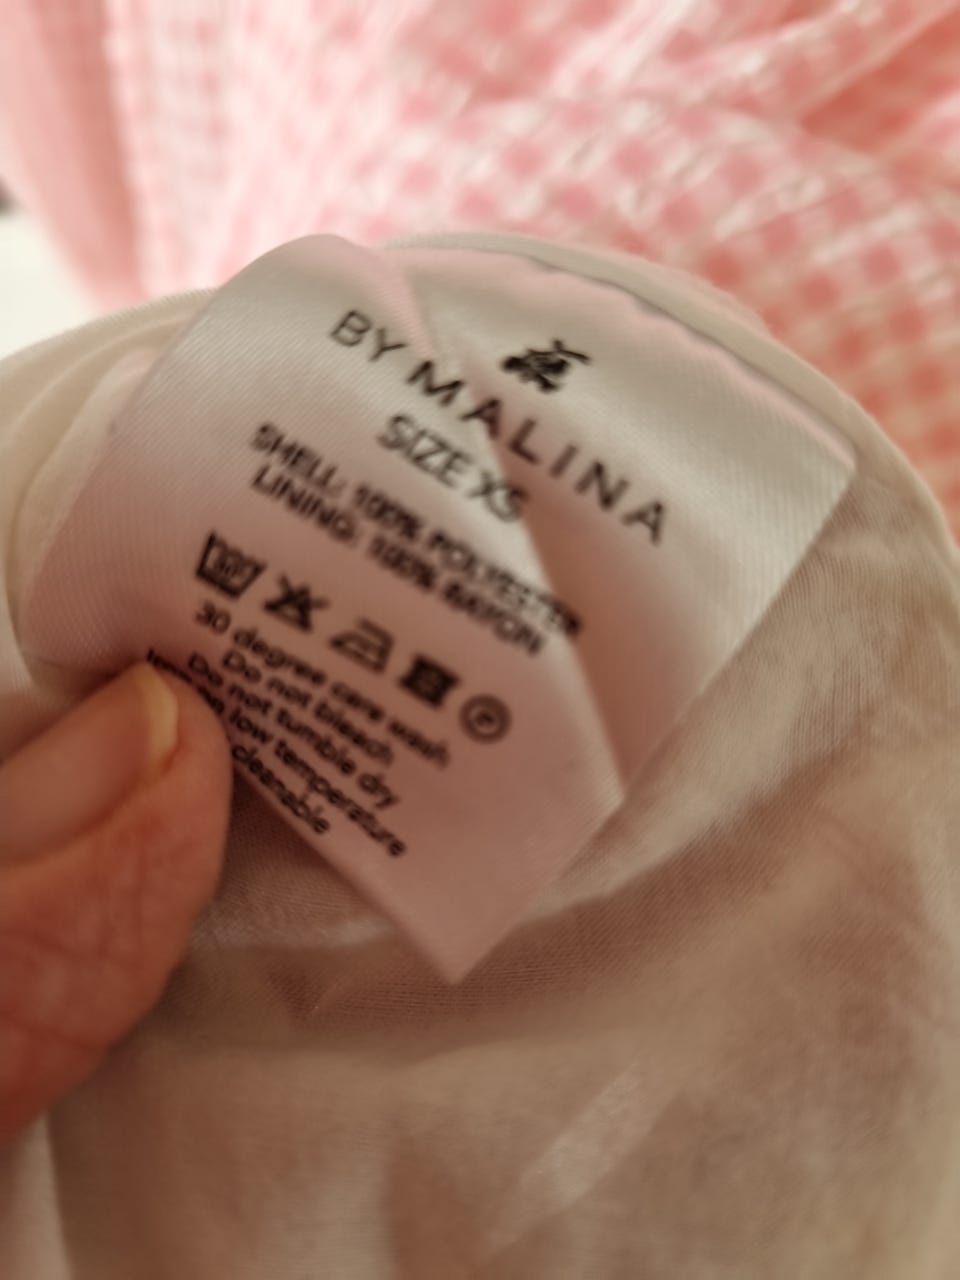 BY MALINA
SIZE XS
SHELL: 100% POLYESTER
LINING: 100% RAYON
30
P
30 degree care wash
Do not bleach
Do not tumble dry
low temperature
cleanable